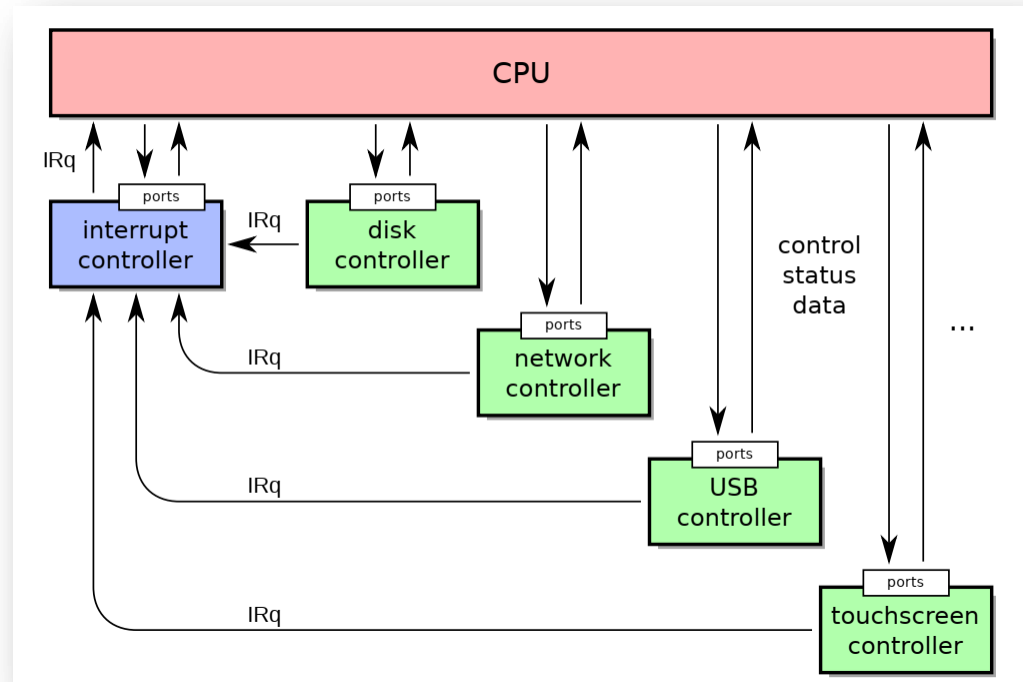 CPU
IRq
ports
interrupt
controller
IRq
ports
disk
controller
control
status
data
...
ports
network
controller
IRq
ports
USB
controller
IRq
ports
touchscreen
controller
IRq